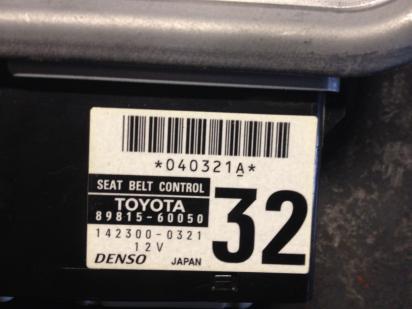 *040321A*
SEAT BELT CONTROL
TOYOTA
89815-60050
32
142300-0321
12V
DENSO JAPAN